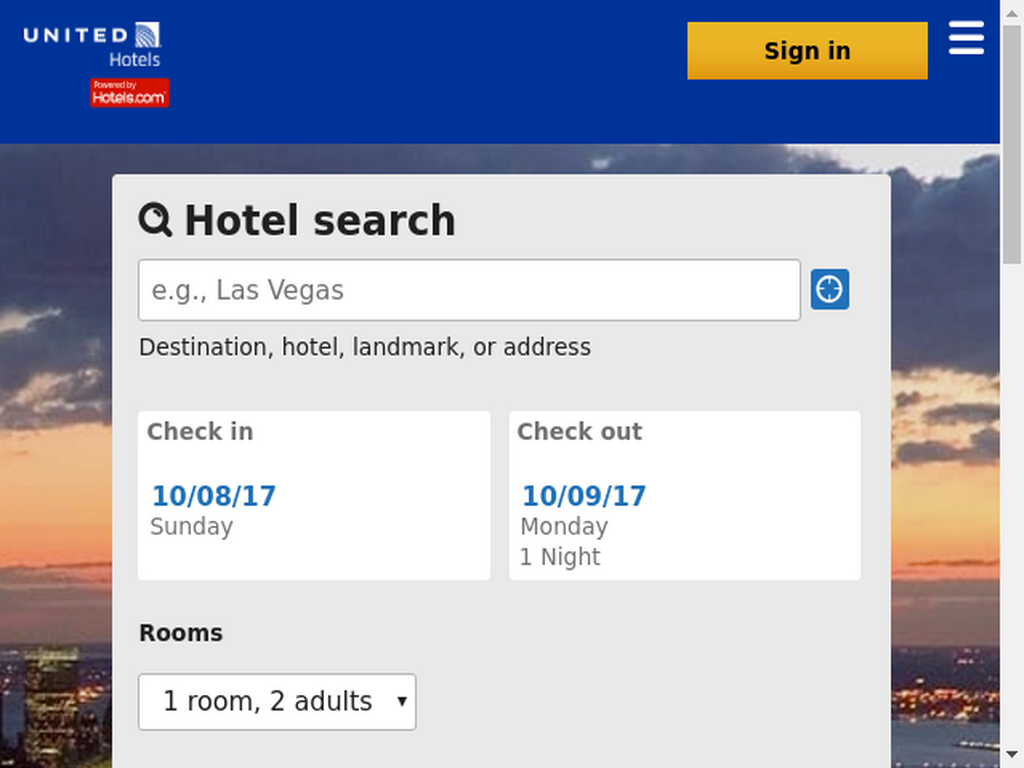 UNITED
Hotels
Powered by
Hotels.com
Sign in
Hotel search
e.g., Las Vegas
Destination, hotel, landmark, or address
Check in
10/08/17
Sunday
Check out
10/09/17
Monday
1 Night
Rooms
1 room, 2 adults